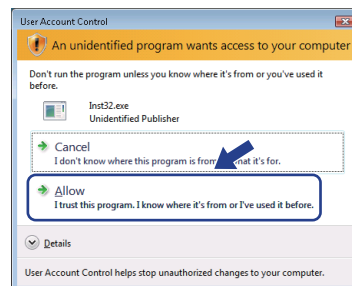 User Account Control
An unidentified program wants access to your computer
Don't run the program unless you know where it's from or you've used it
before.
Inst32.exe
Unidentified Publisher
Cancel
I don't know where this program is from hat it's for.
Allow
I trust this program. I know where it's from or I've used it before.
Details
User Account Control helps stop unauthorized changes to your computer.